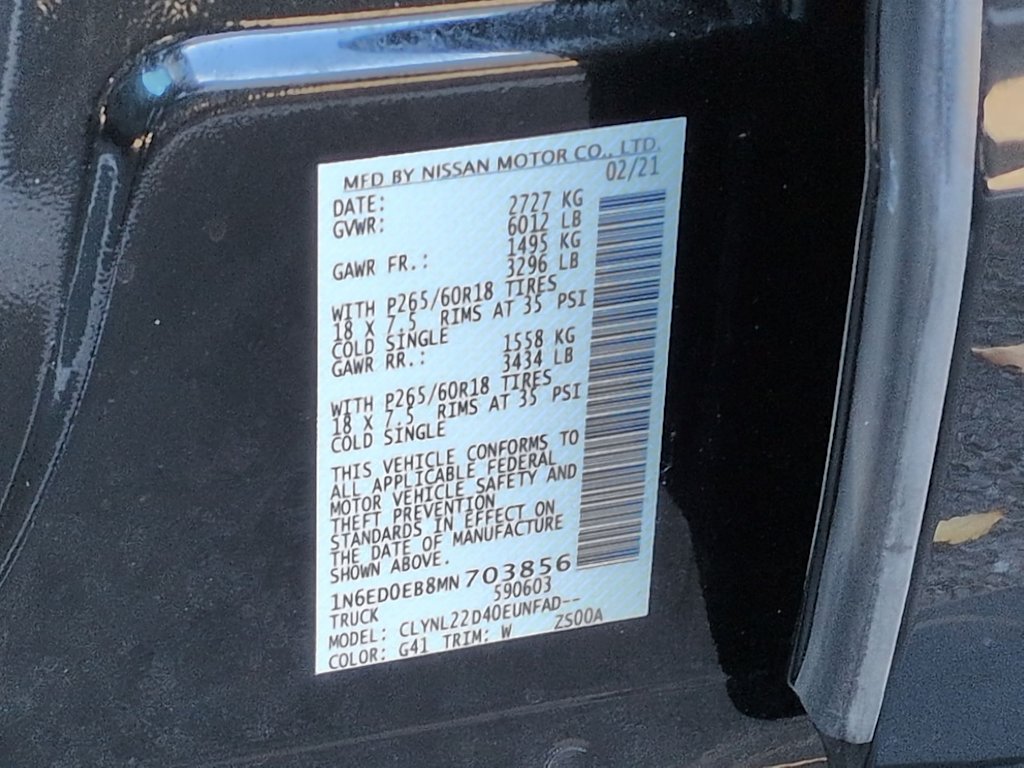 MFD BY NISSAN MOTOR CO., LTD.
DATE: 02/21
GVWR: 2727 KG
6012 LB
GAWR FR.: 1495 KG
3296 LB
WITH P265/60R18 TIRES
18 X 7.5 RIMS AT 35 PSI
COLD SINGLE
GAWR RR.: 1558 KG
3434 LB
WITH P265/60R18 TIRES
18 X 7.5 RIMS AT 35 PSI
COLD SINGLE
THIS VEHICLE CONFORMS TO
ALL APPLICABLE FEDERAL
MOTOR VEHICLE SAFETY AND
THEFT PREVENTION
STANDARDS IN EFFECT ON
THE DATE OF MANUFACTURE
SHOWN ABOVE.
1N6ED0EB8MN 703856
TRUCK 590603
MODEL: CLYNL22D40EUNFAD--
COLOR: G41 TRIM: W ZS00A